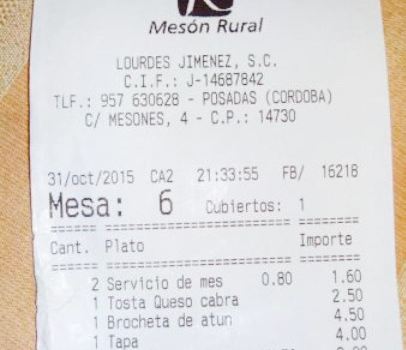 Mesón Rural
LOURDES JIMENEZ, S.C.
C.I.F.: J-14687842
TLF.: 957 630628 - POSADAS (CORDOBA)
C/ MESONES, 4 - C.P.: 14730
31/oct/2015 CA2 21:33:55 FB/ 16218
Mesa: 6 Cubiertos: 1
Cant. Plato Importe
2 Servicio de mes 0.80 1.60
1 Tosta Queso cabra 2.50
1 Brocheta de atun 4.50
1 Tapa 4.00